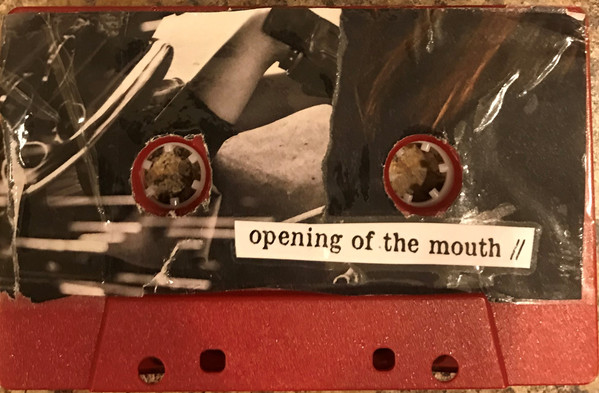 opening of the mouth //